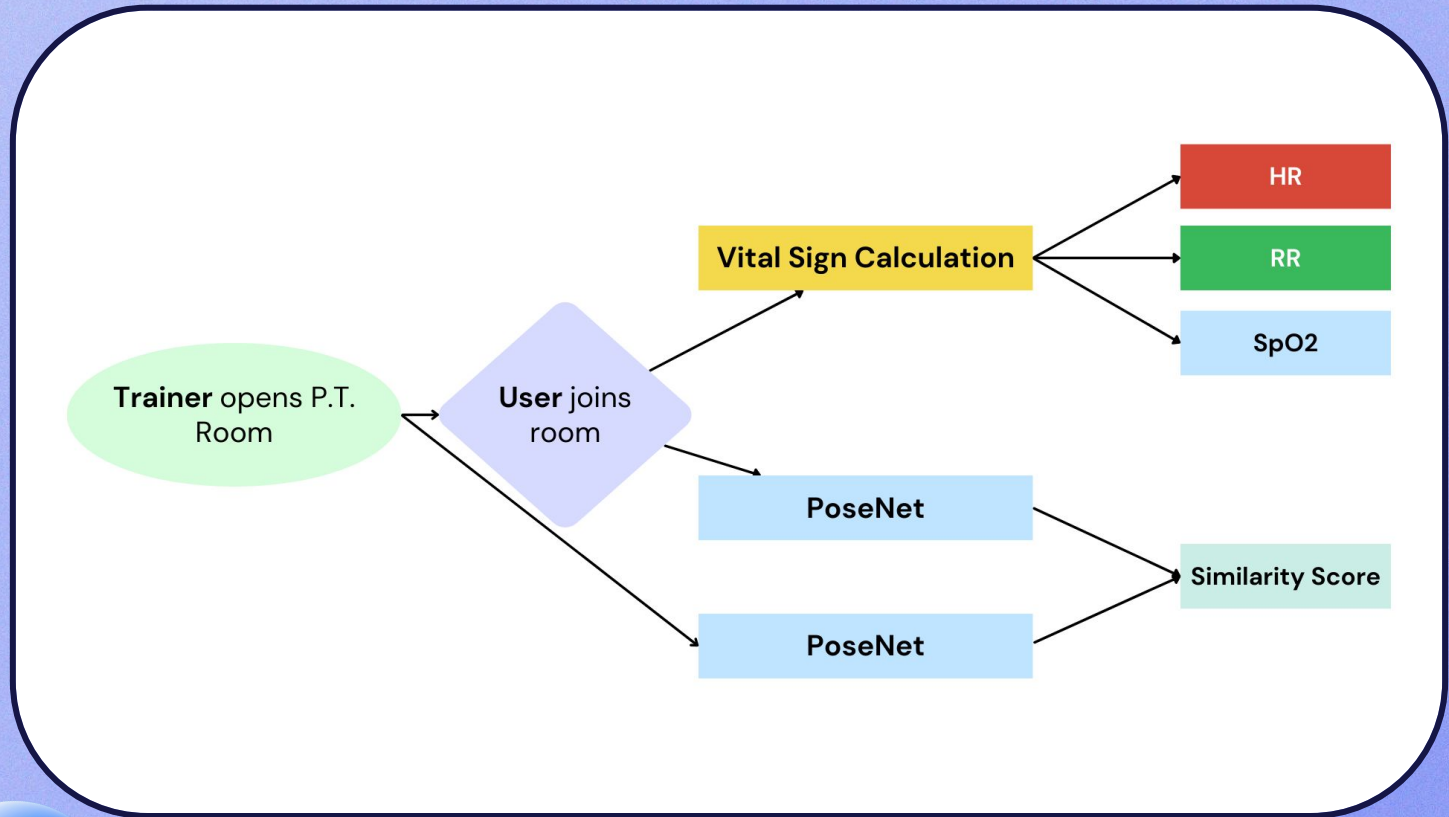 Trainer opens P.T.
Room
User joins
room
Vital Sign Calculation
HR
RR
SpO2
PoseNet
PoseNet
Similarity Score